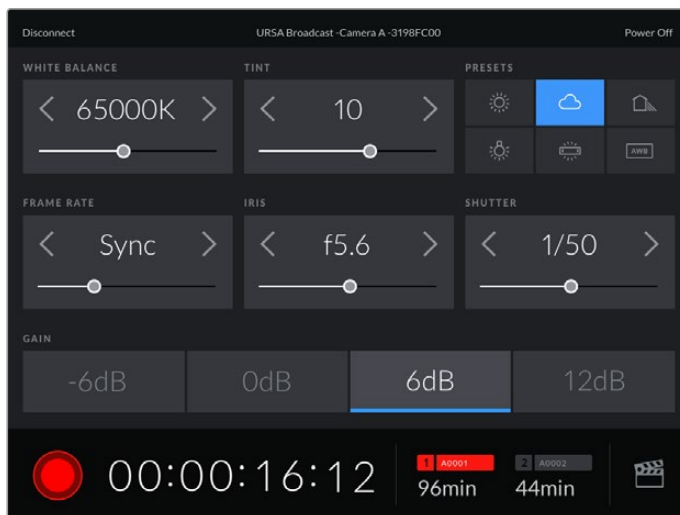 Disconnect URSA Broadcast -Camera A -3198FC00 Power Off
WHITE BALANCE TINT PRESETS
65000K 10
AWB
FRAME RATE IRIS SHUTTER
Sync f5.6 1/50
GAIN
-6dB 0dB 6dB 12dB
00:00:16:12 1 A0001 2 A0002
96min 44min